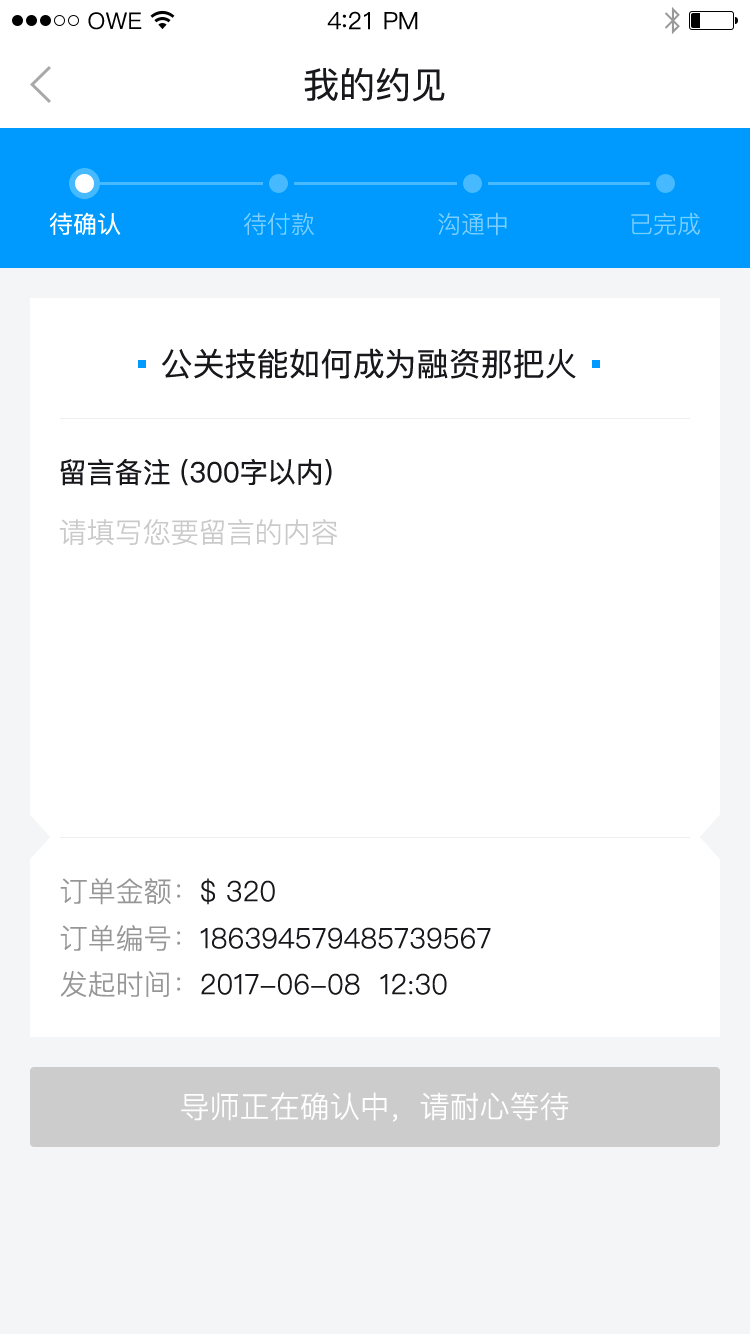 OWE 4:21 PM
我的约见
待确认 待付款 沟通中 已完成
公关技能如何成为融资那把火
留言备注 (300字以内)
请填写您要留言的内容
订单金额：$ 320
订单编号：186394579485739567
发起时间：2017-06-08 12:30
导师正在确认中，请耐心等待